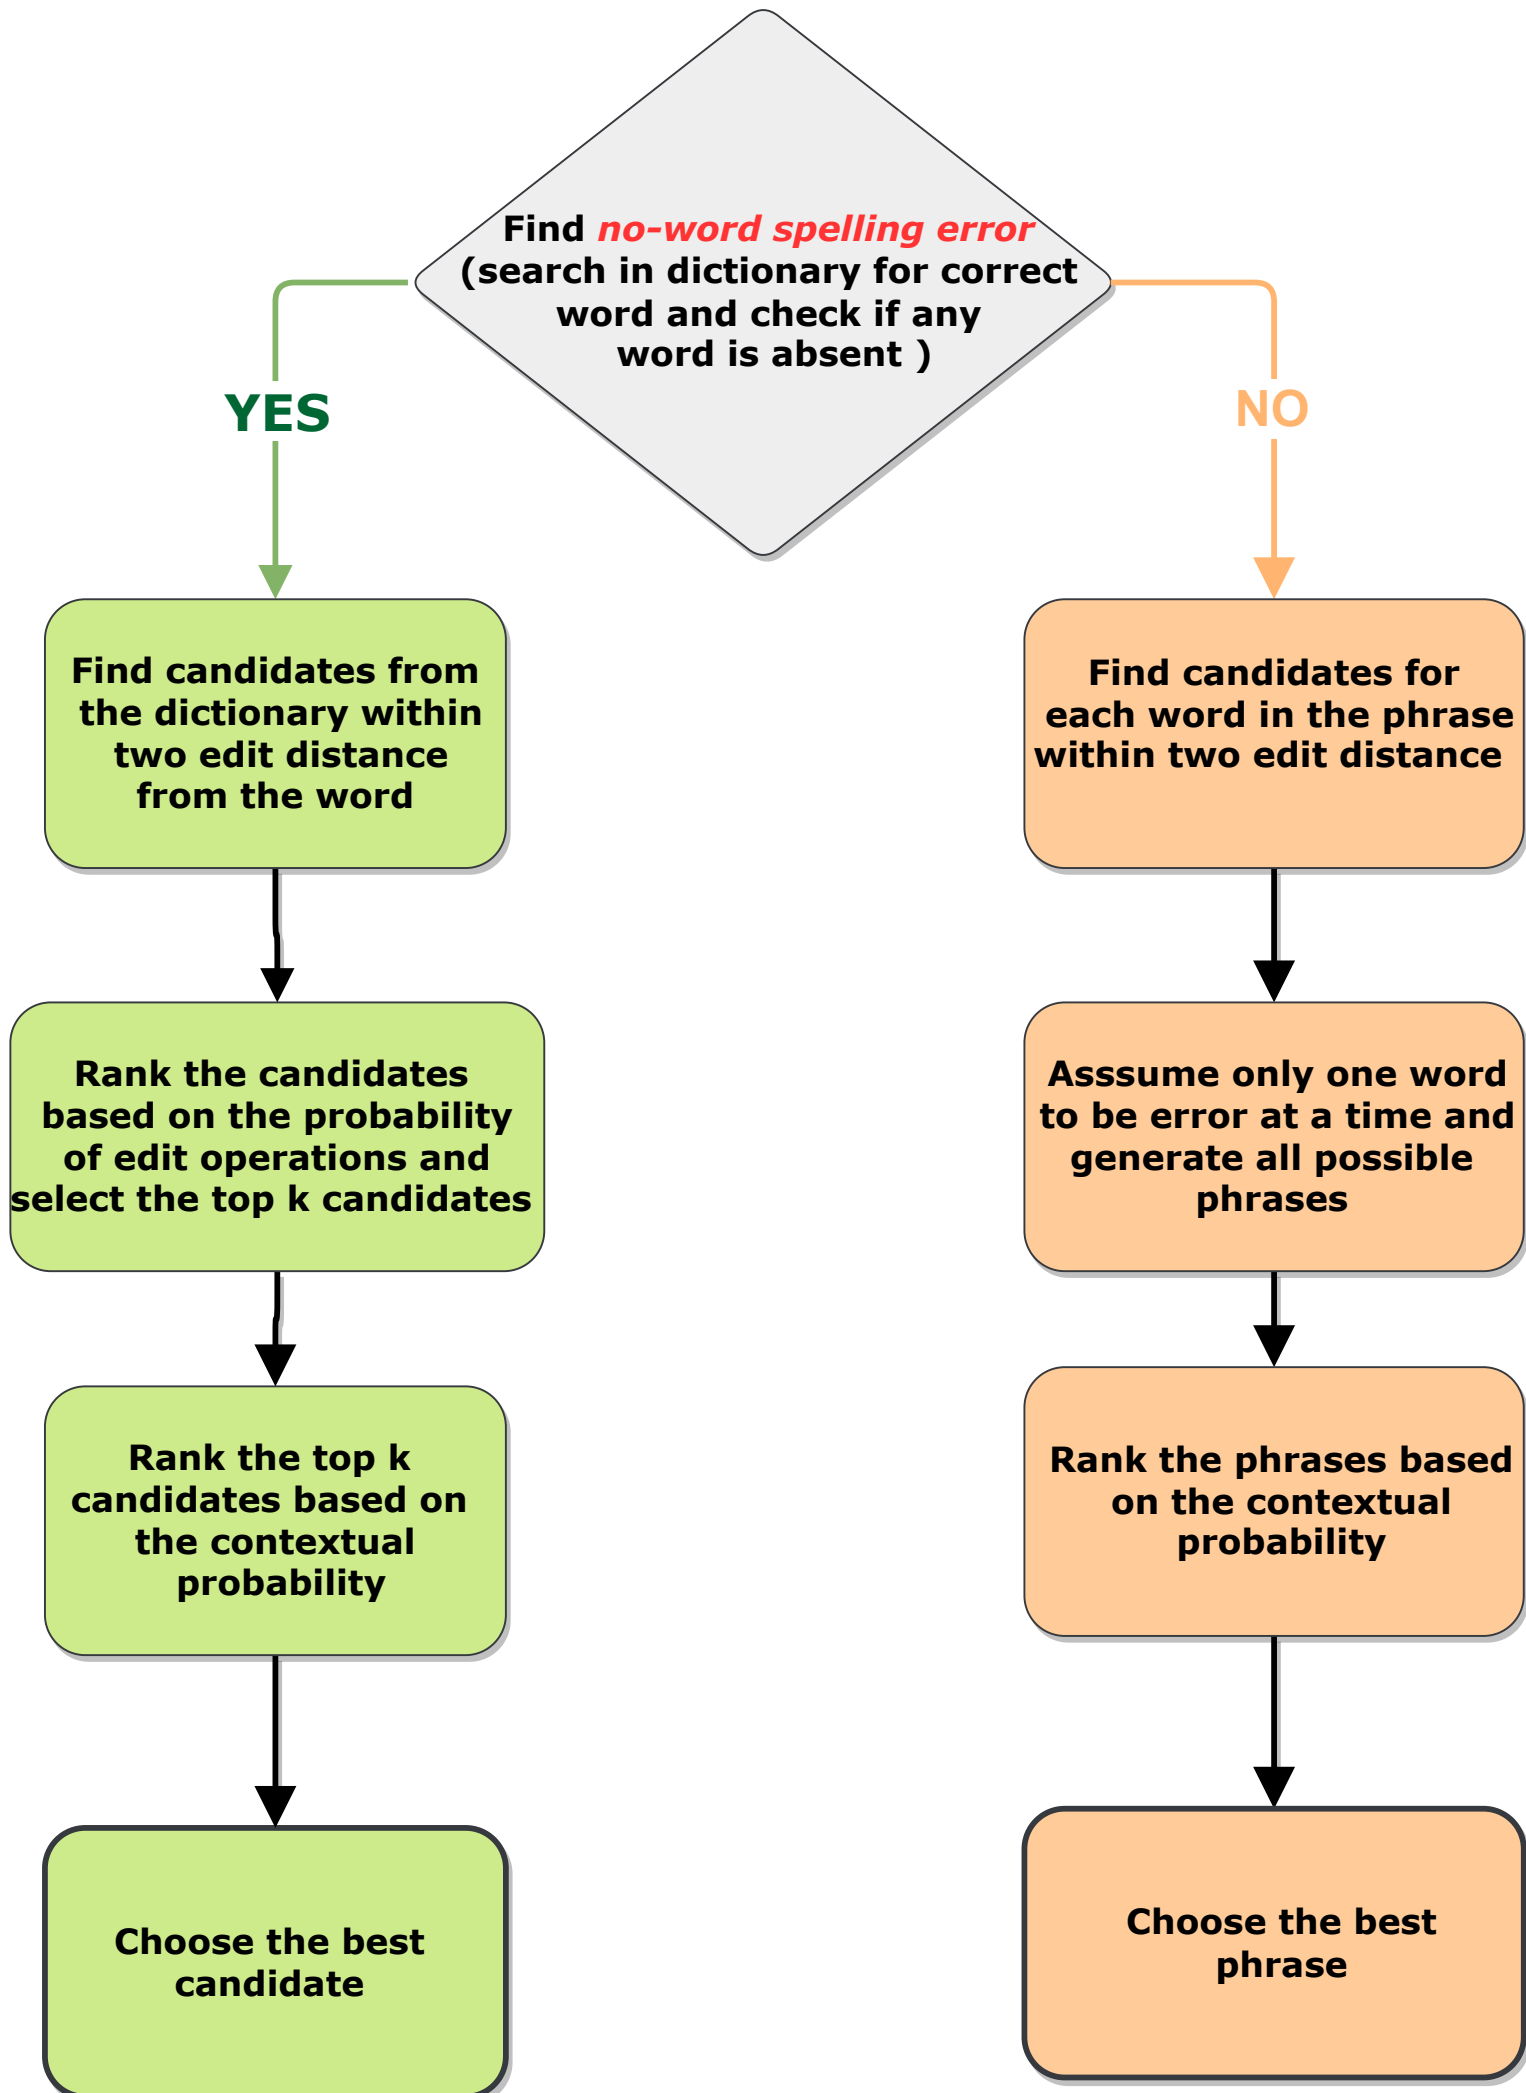 Find no-word spelling error
(search in dictionary for correct
word and check if any
word is absent )
YES
NO
Find candidates from
the dictionary within
two edit distance
from the word
Find candidates for
each word in the phrase
within two edit distance
Rank the candidates
based on the probability
of edit operations and
select the top k candidates
Asssume only one word
to be error at a time and
generate all possible
phrases
Rank the top k
candidates based on
the contextual
probability
Rank the phrases based
on the contextual
probability
Choose the best
candidate
Choose the best
phrase